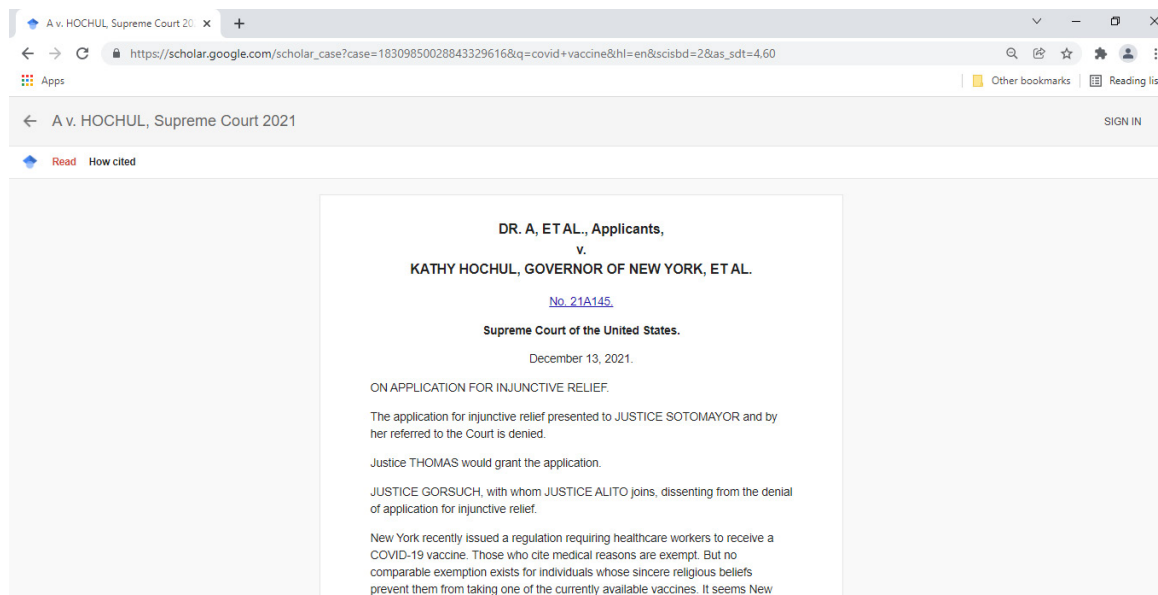 A v. HOCHUL, Supreme Court 20
https://scholar.google.com/scholar_case?case=18309850028843329616&q=covid+vaccine&hl=en&scisbd=2&as_sdt=4,60
Apps
Other bookmarks
Reading lis
A v. HOCHUL, Supreme Court 2021
SIGN IN
Read How cited
DR. A, ET AL., Applicants,
v.
KATHY HOCHUL, GOVERNOR OF NEW YORK, ET AL.
No. 21A145.
Supreme Court of the United States.
December 13, 2021.
ON APPLICATION FOR INJUNCTIVE RELIEF.
The application for injunctive relief presented to JUSTICE SOTOMAYOR and by
her referred to the Court is denied.
Justice THOMAS would grant the application.
JUSTICE GORSUCH, with whom JUSTICE ALITO joins, dissenting from the denial
of application for injunctive relief.
New York recently issued a regulation requiring healthcare workers to receive a
COVID-19 vaccine. Those who cite medical reasons are exempt. But no
comparable exemption exists for individuals whose sincere religious beliefs
prevent them from taking one of the currently available vaccines. It seems New